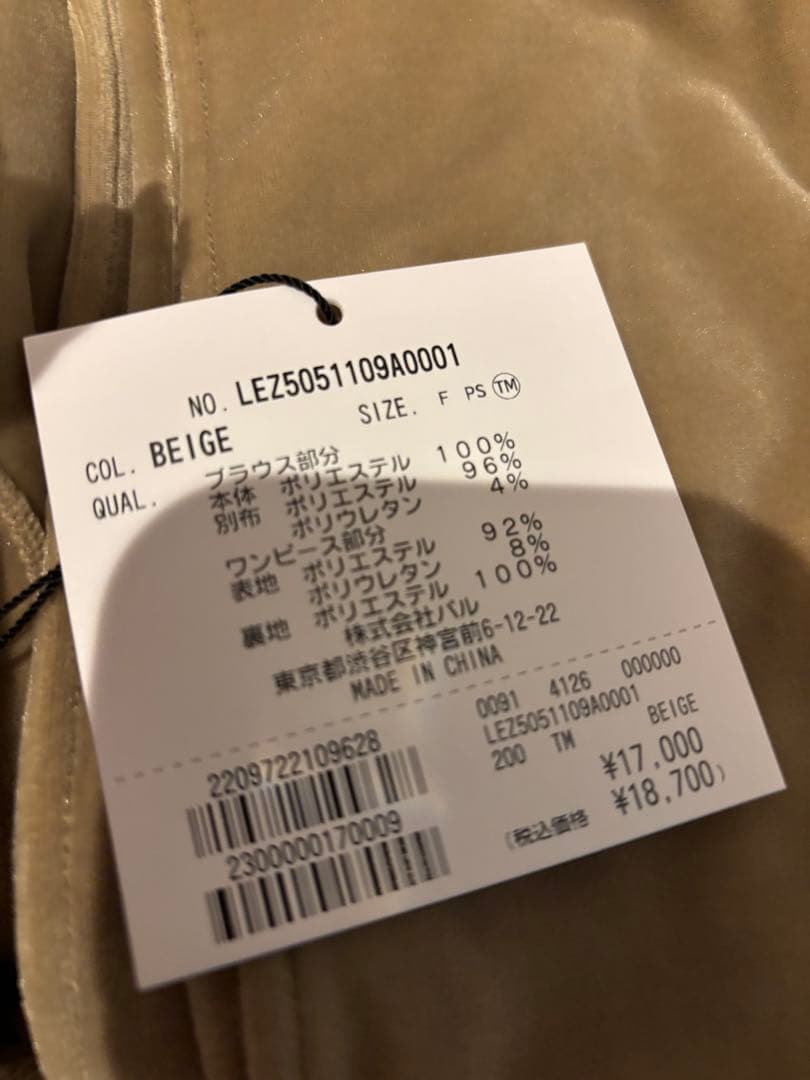 NO. LEZ5051109A0001
SIZE. F PS TM
COL. BEIGE
QUAL. ブラウス部分
本体 ポリエステル 100%
別布 ポリエステル 96%
ポリウレタン 4%
ワンピース部分
表地 ポリエステル 92%
ポリウレタン 8%
裏地 ポリエステル 100%
株式会社パル
東京都渋谷区神宮前6-12-22
MADE IN CHINA
0091 4126 000000
LEZ5051109A0001
200 TM BEIGE
¥17,000
(税込価格 ¥18,700)
2209722109628
2300000170009